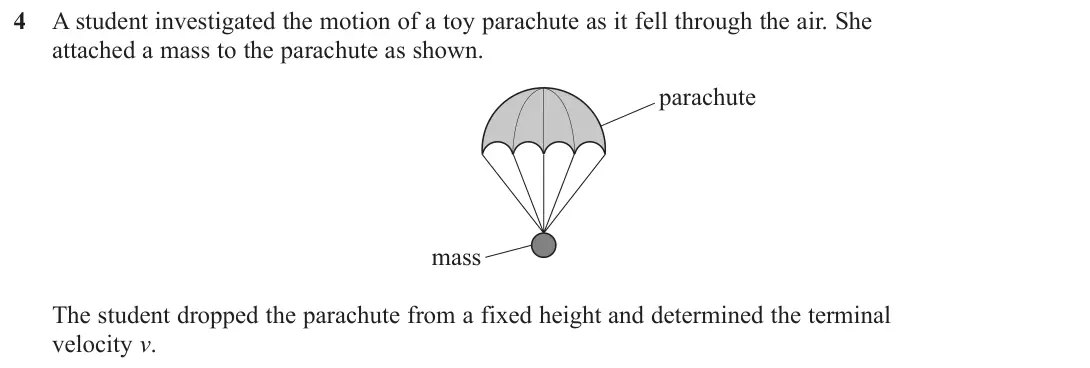 4 A student investigated the motion of a toy parachute as it fell through the air. She
attached a mass to the parachute as shown.
parachute
mass
The student dropped the parachute from a fixed height and determined the terminal
velocity v.